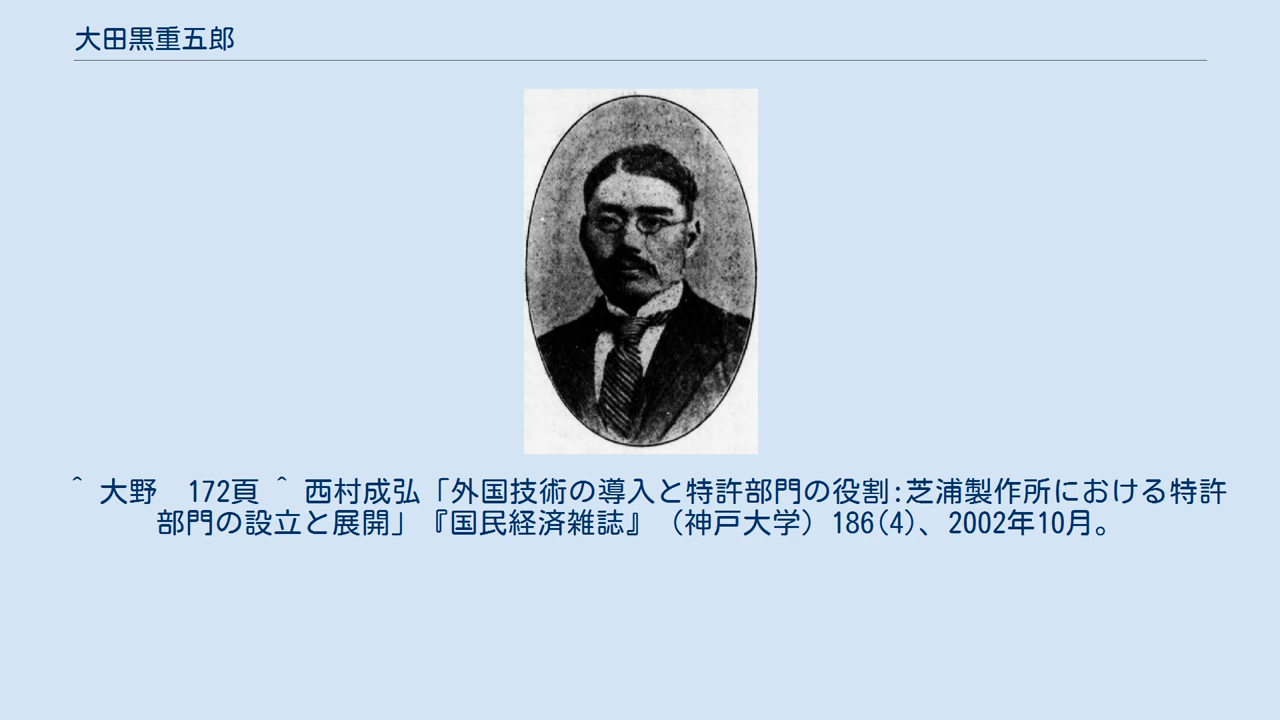 大田黒重五郎
^ 大野　172頁 ^ 西村成弘「外国技術の導入と特許部門の役割:芝浦製作所における特許
部門の設立と展開」『国民経済雑誌』（神戸大学）186(4)、2002年10月。